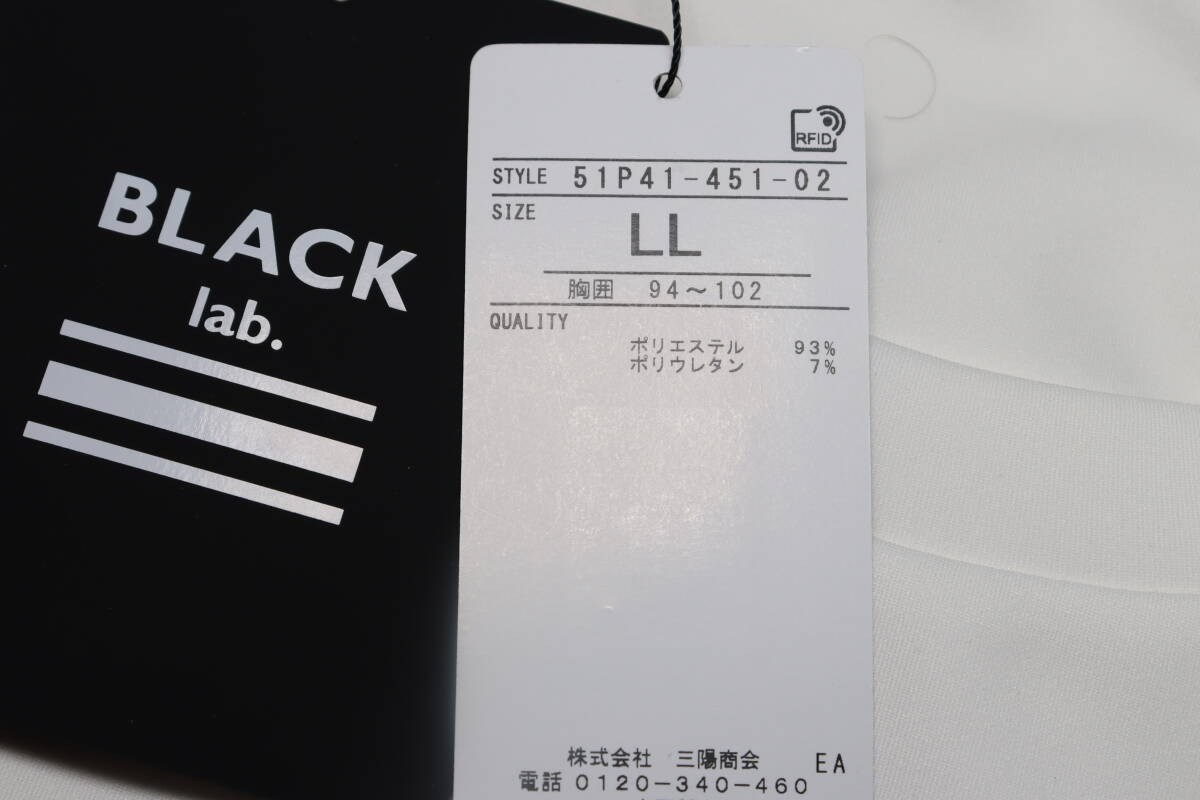 BLACK
lab.
RFID
STYLE 51P41-451-02
SIZE
LL
胸囲 94～102
QUALITY
ポリエステル 93%
ポリウレタン 7%
株式会社 三陽商会 EA
電話 0120-340-460